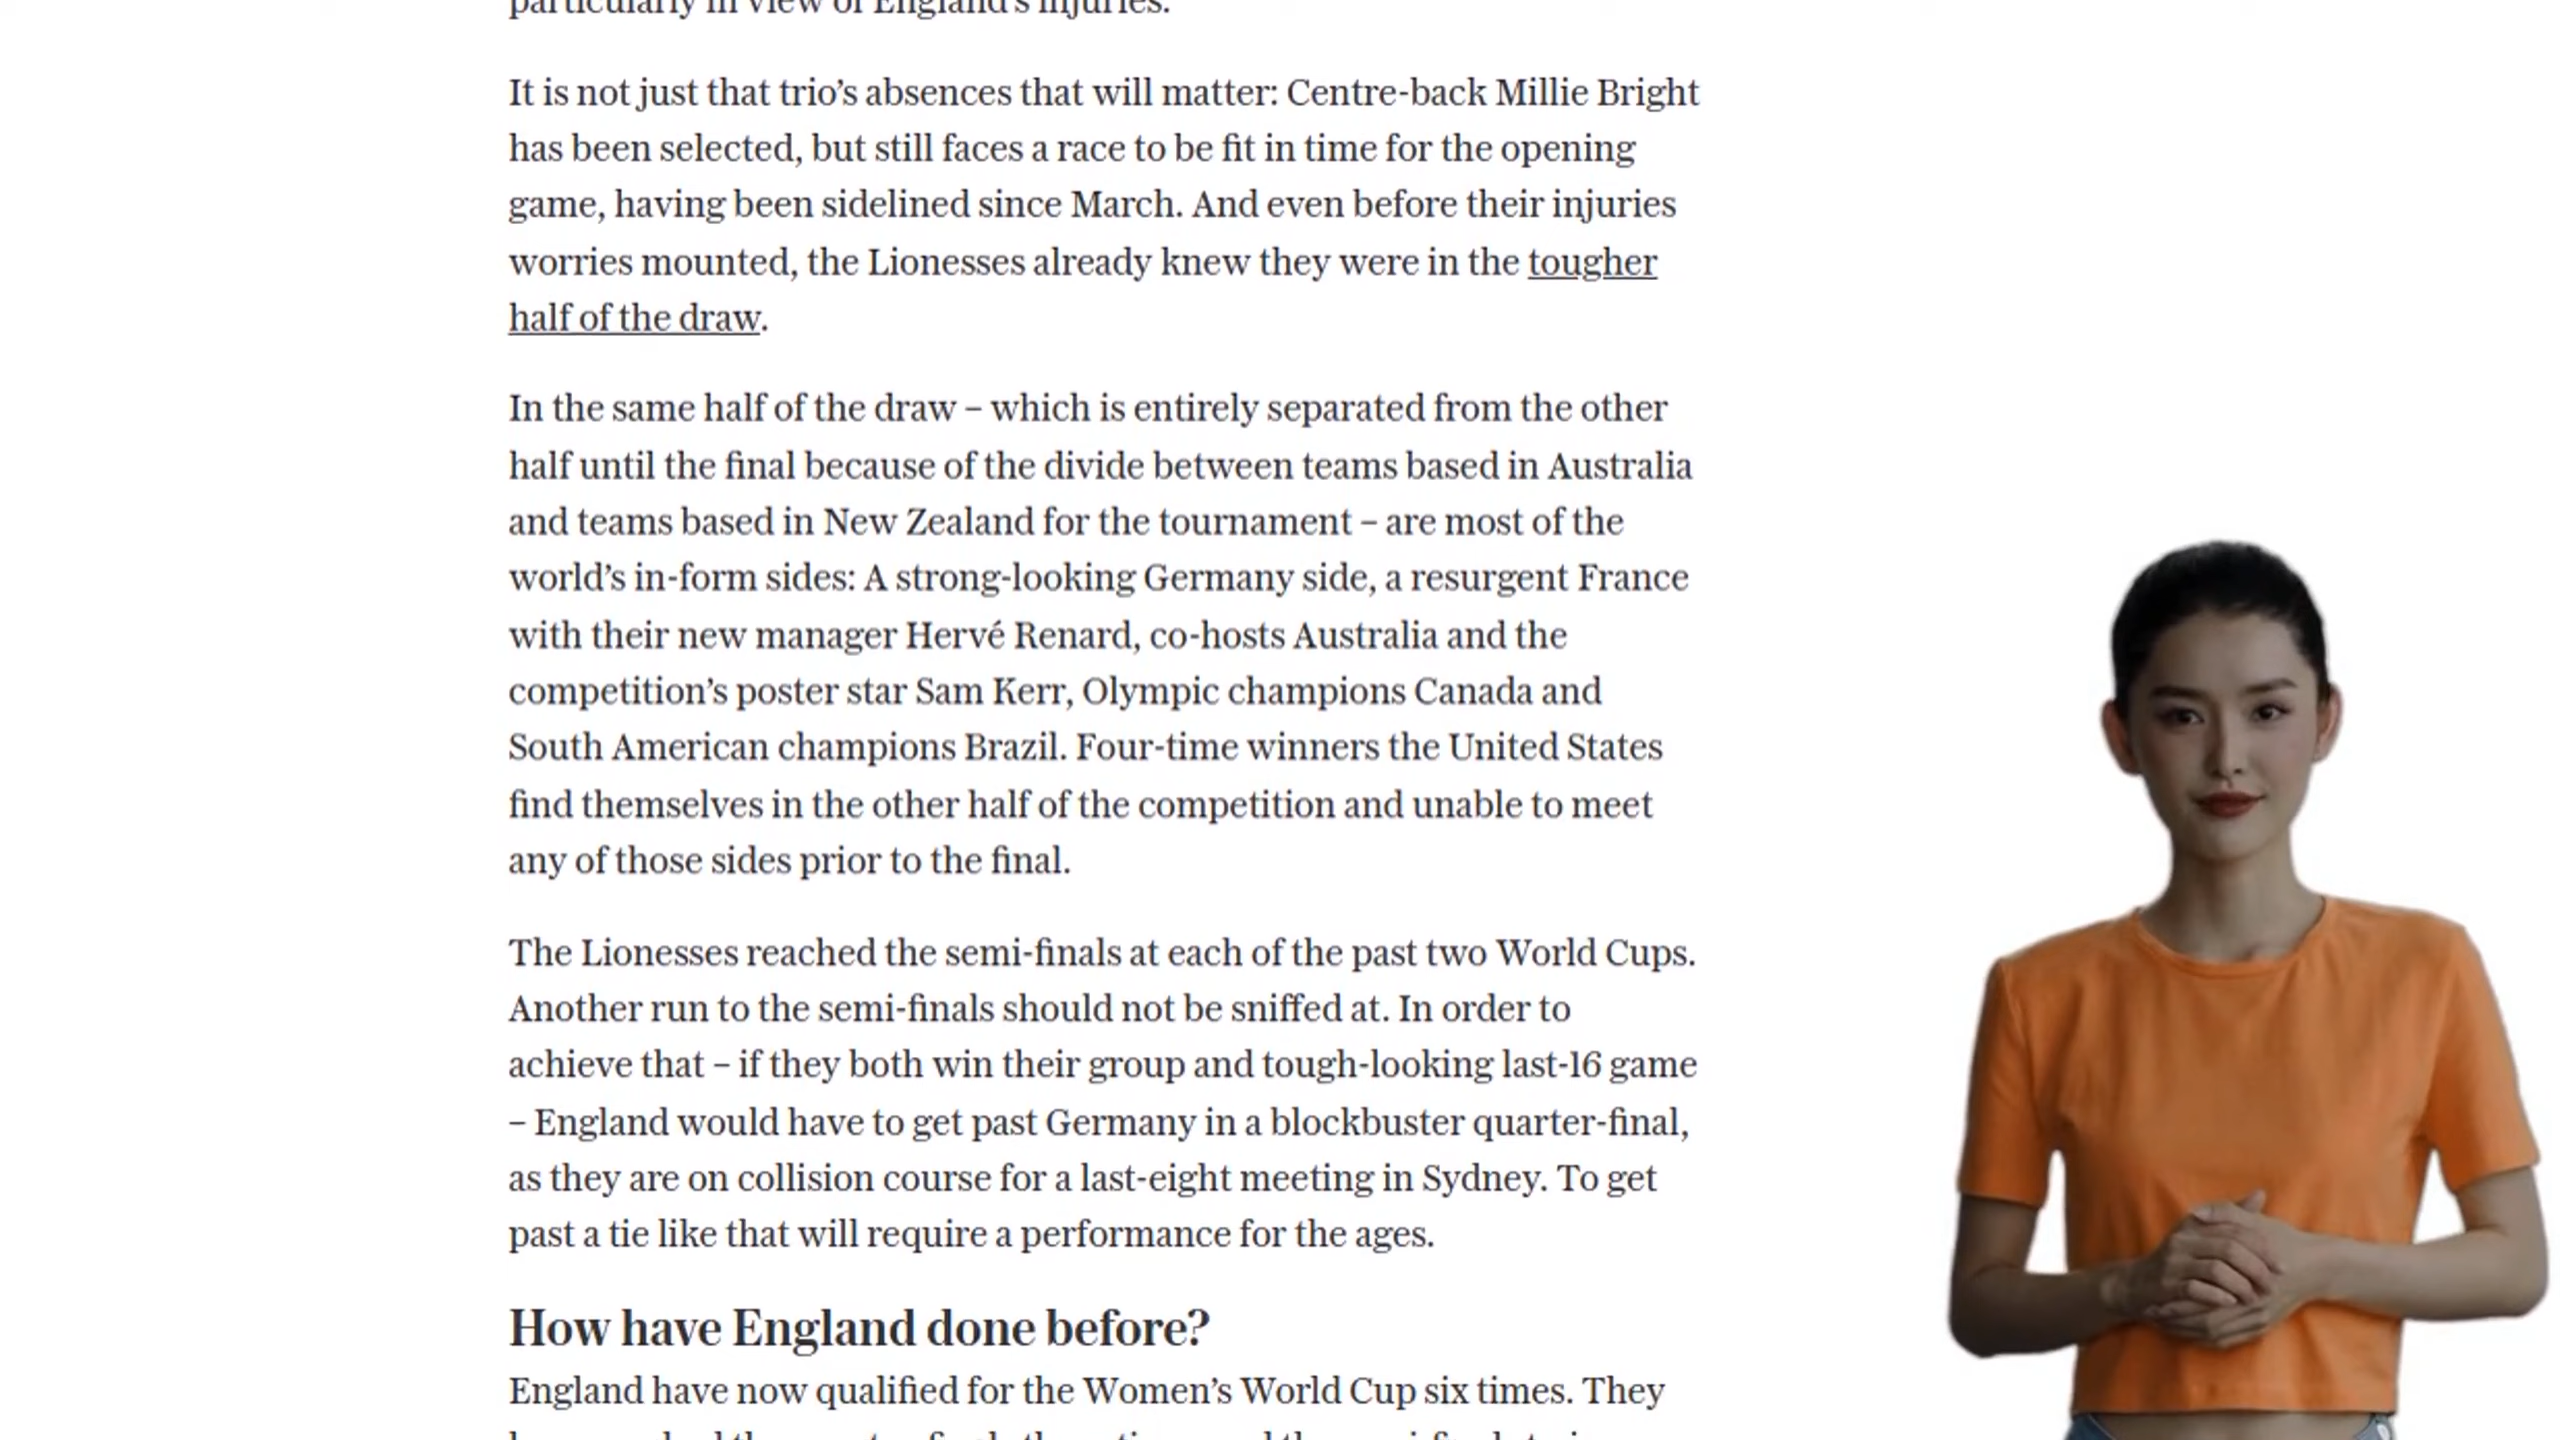 particularly in view of England's injuries.
It is not just that trio’s absences that will matter: Centre-back Millie Bright
has been selected, but still faces a race to be fit in time for the opening
game, having been sidelined since March. And even before their injuries
worries mounted, the Lionesses already knew they were in the tougher
half of the draw.
In the same half of the draw – which is entirely separated from the other
half until the final because of the divide between teams based in Australia
and teams based in New Zealand for the tournament – are most of the
world’s in-form sides: A strong-looking Germany side, a resurgent France
with their new manager Hervé Renard, co-hosts Australia and the
competition’s poster star Sam Kerr, Olympic champions Canada and
South American champions Brazil. Four-time winners the United States
find themselves in the other half of the competition and unable to meet
any of those sides prior to the final.
The Lionesses reached the semi-finals at each of the past two World Cups.
Another run to the semi-finals should not be sniffed at. In order to
achieve that – if they both win their group and tough-looking last-16 game
– England would have to get past Germany in a blockbuster quarter-final,
as they are on collision course for a last-eight meeting in Sydney. To get
past a tie like that will require a performance for the ages.
How have England done before?
England have now qualified for the Women’s World Cup six times. They